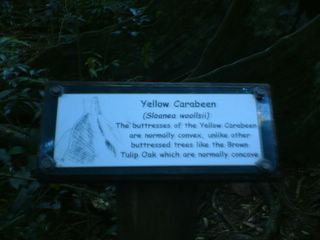 Yellow Carabeen
(Sloanea woollsii):
The buttresses of the Yellow Carabeen
are normally convex, unlike other
buttressed trees like the Brown
Tulip Oak which are normally concave